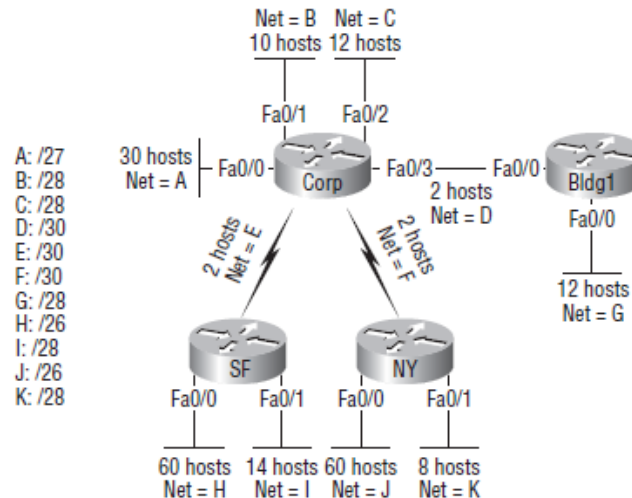 Net = B
10 hosts
Net = C
12 hosts
Fa0/1
Fa0/2
A: /27
B: /28
C: /28
D: /30
E: /30
F: /30
G: /28
H: /26
I: /28
J: /26
K: /28
30 hosts
Net = A
Fa0/0
Corp
Fa0/3
2 hosts
Net = D
Fa0/0
Bldg1
Fa0/0
12 hosts
Net = G
2 hosts
Net = E
2 hosts
Net = F
SF
NY
Fa0/0
Fa0/1
Fa0/0
Fa0/1
60 hosts
Net = H
14 hosts
Net = I
60 hosts
Net = J
8 hosts
Net = K